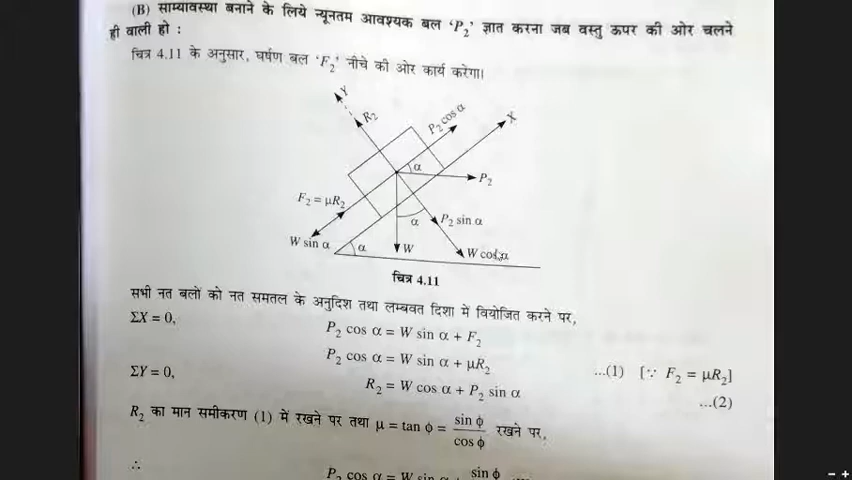 (B) साम्यावस्था बनाने के लिये न्यूनतम आवश्यक बल ‘P₂’ ज्ञात करना जब वस्तु ऊपर की ओर चलने
ही वाली हो :
चित्र 4.11 के अनुसार, घर्षण बल ‘F₂’ नीचे की ओर कार्य करेगा।
Y
R₂
P₂ cos α
X
α
P₂
F₂ = μR₂
α
P₂ sin α
W sin α
α
W
W cos α
चित्र 4.11
सभी नत बलों को नत समतल के अनुदिश तथा लम्बवत दिशा में वियोजित करने पर,
ΣX = 0,
P₂ cos α = W sin α + F₂
P₂ cos α = W sin α + μR₂ ...(1) [∵ F₂ = μR₂]
ΣY = 0,
R₂ = W cos α + P₂ sin α ...(2)
R₂ का मान समीकरण (1) में रखने पर तथा μ = tan ϕ = sin ϕ / cos ϕ रखने पर,
∴
P₂ cos α = W sin α + sin ϕ